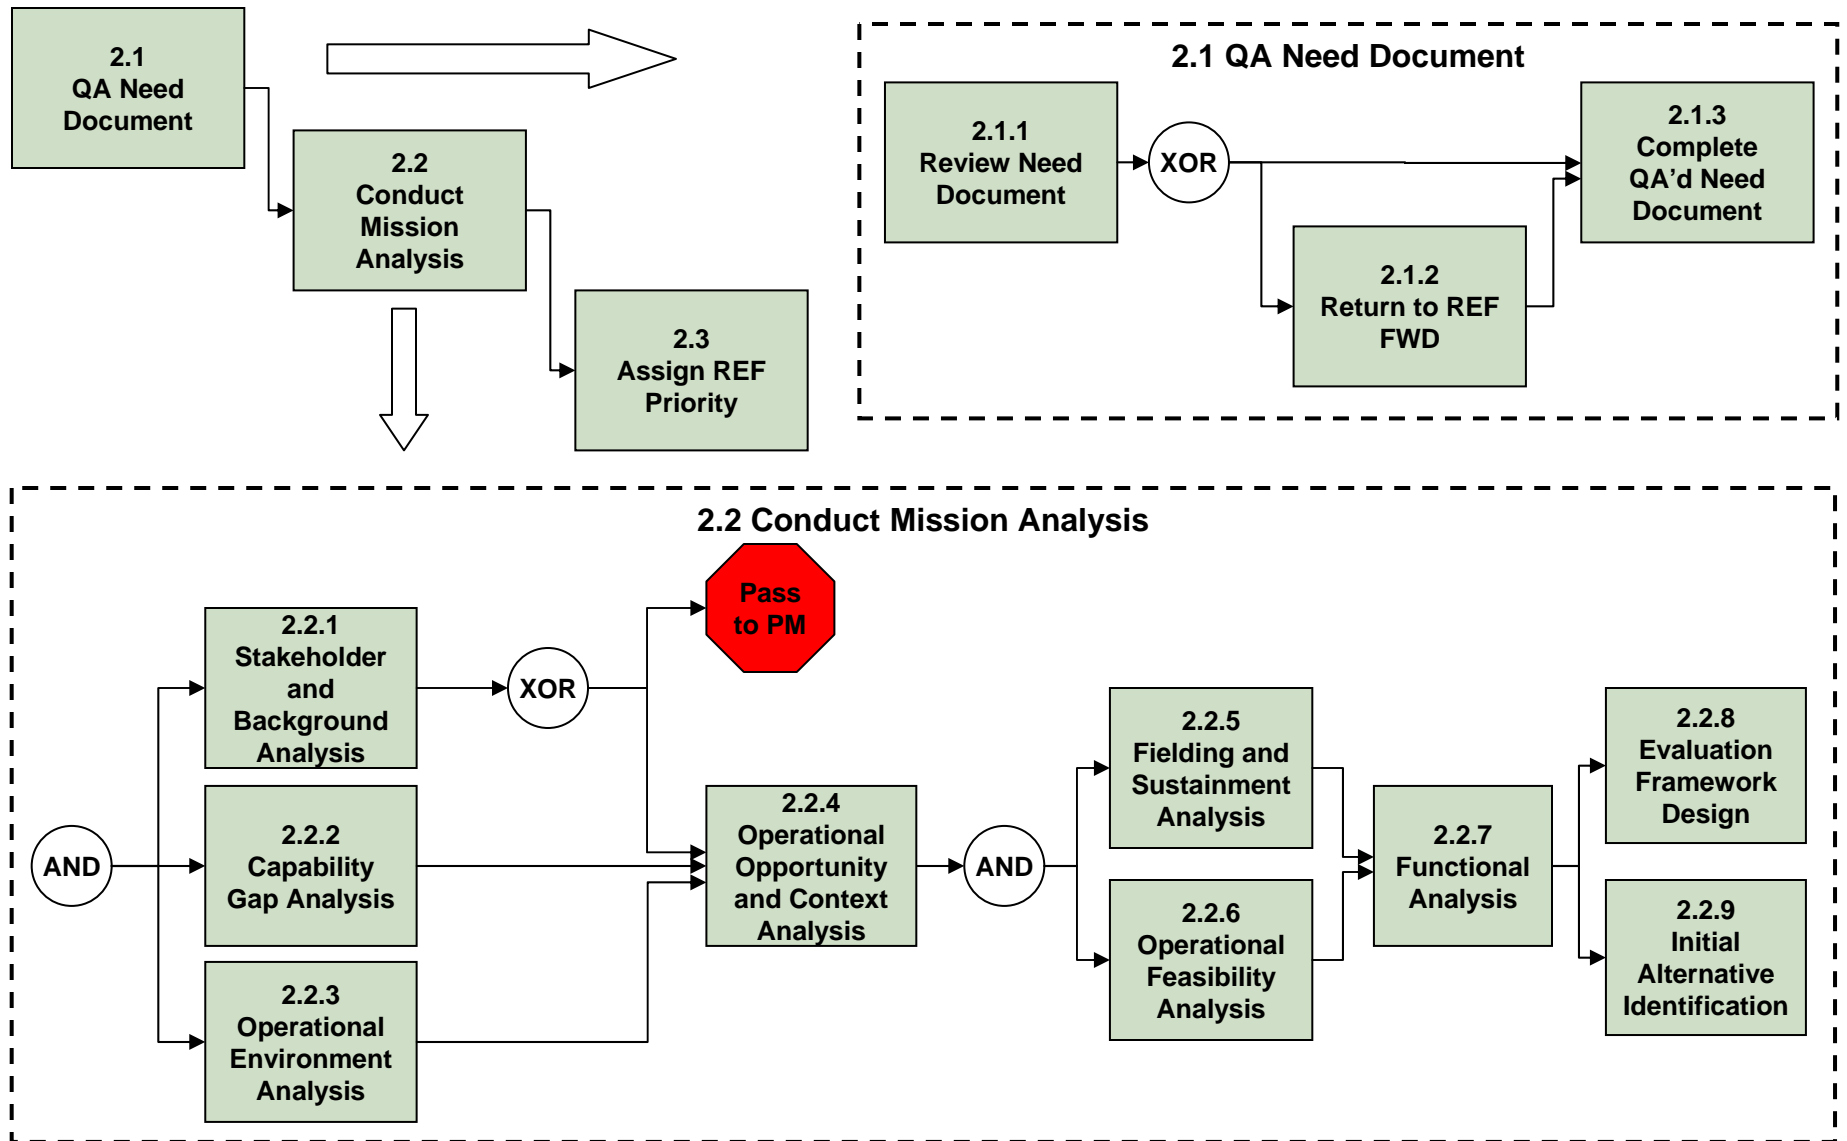 2.1
QA Need
Document
2.2
Conduct
Mission
Analysis
2.3
Assign REF
Priority
2.1 QA Need Document
2.1.1
Review Need
Document
XOR
2.1.2
Return to REF
FWD
2.1.3
Complete
QA’d Need
Document
2.2 Conduct Mission Analysis
AND
2.2.1
Stakeholder
and
Background
Analysis
2.2.2
Capability
Gap Analysis
2.2.3
Operational
Environment
Analysis
XOR
Pass
to PM
2.2.4
Operational
Opportunity
and Context
Analysis
AND
2.2.5
Fielding and
Sustainment
Analysis
2.2.6
Operational
Feasibility
Analysis
2.2.7
Functional
Analysis
2.2.8
Evaluation
Framework
Design
2.2.9
Initial
Alternative
Identification